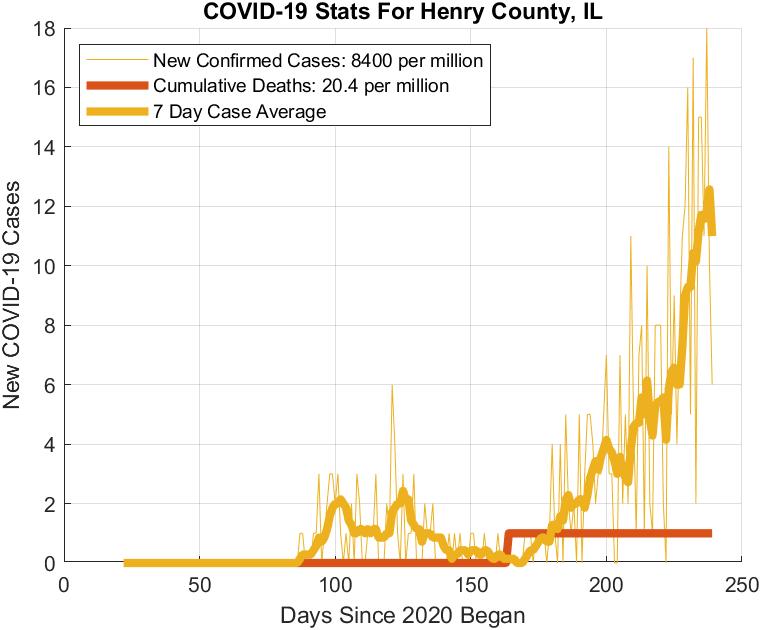 COVID-19 Stats For Henry County, IL
New Confirmed Cases: 8400 per million
Cumulative Deaths: 20.4 per million
7 Day Case Average
18
16
14
12
10
8
6
4
2
0
New COVID-19 Cases
0 50 100 150 200 250
Days Since 2020 Began